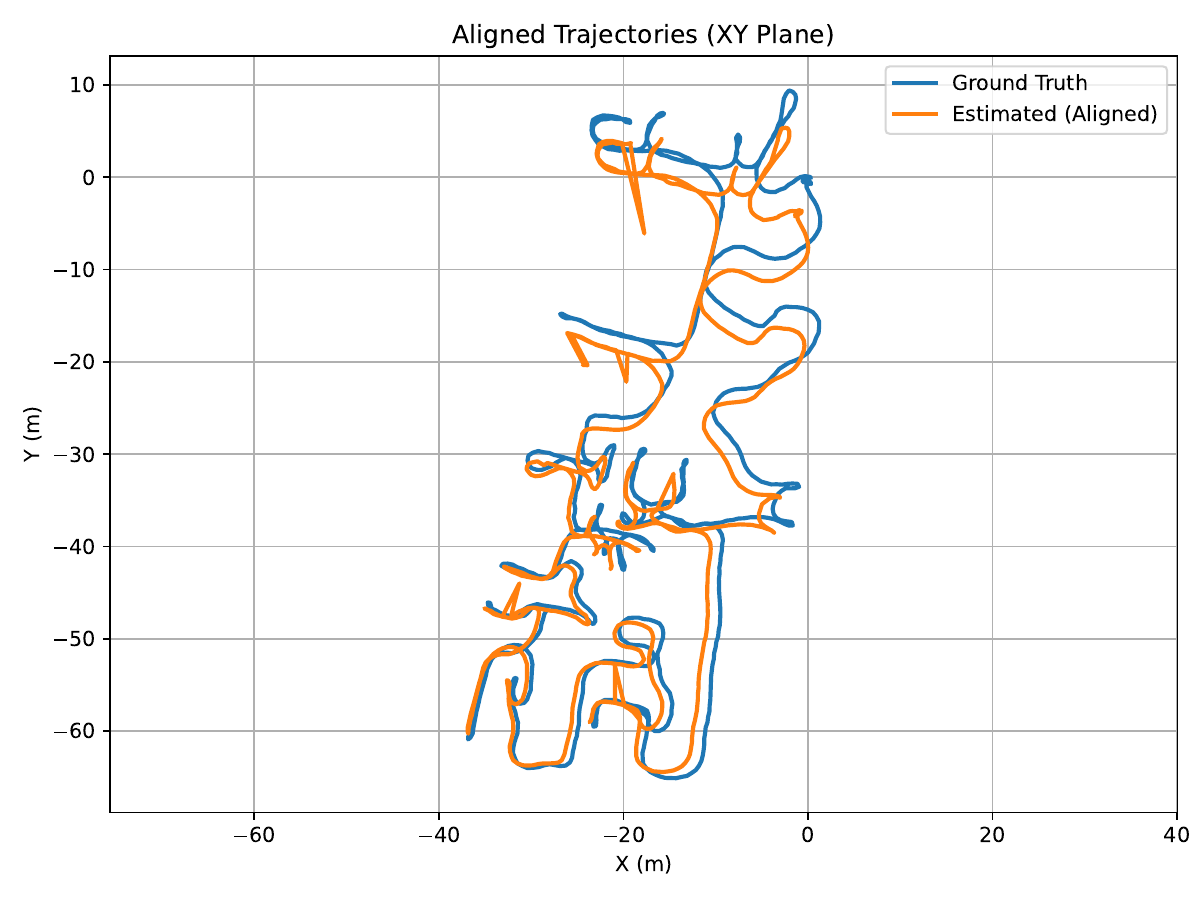 Aligned Trajectories (XY Plane)
Ground Truth
Estimated (Aligned)
10
0
−10
−20
−30
−40
−50
−60
Y (m)
−60
−40
−20
0
20
40
X (m)